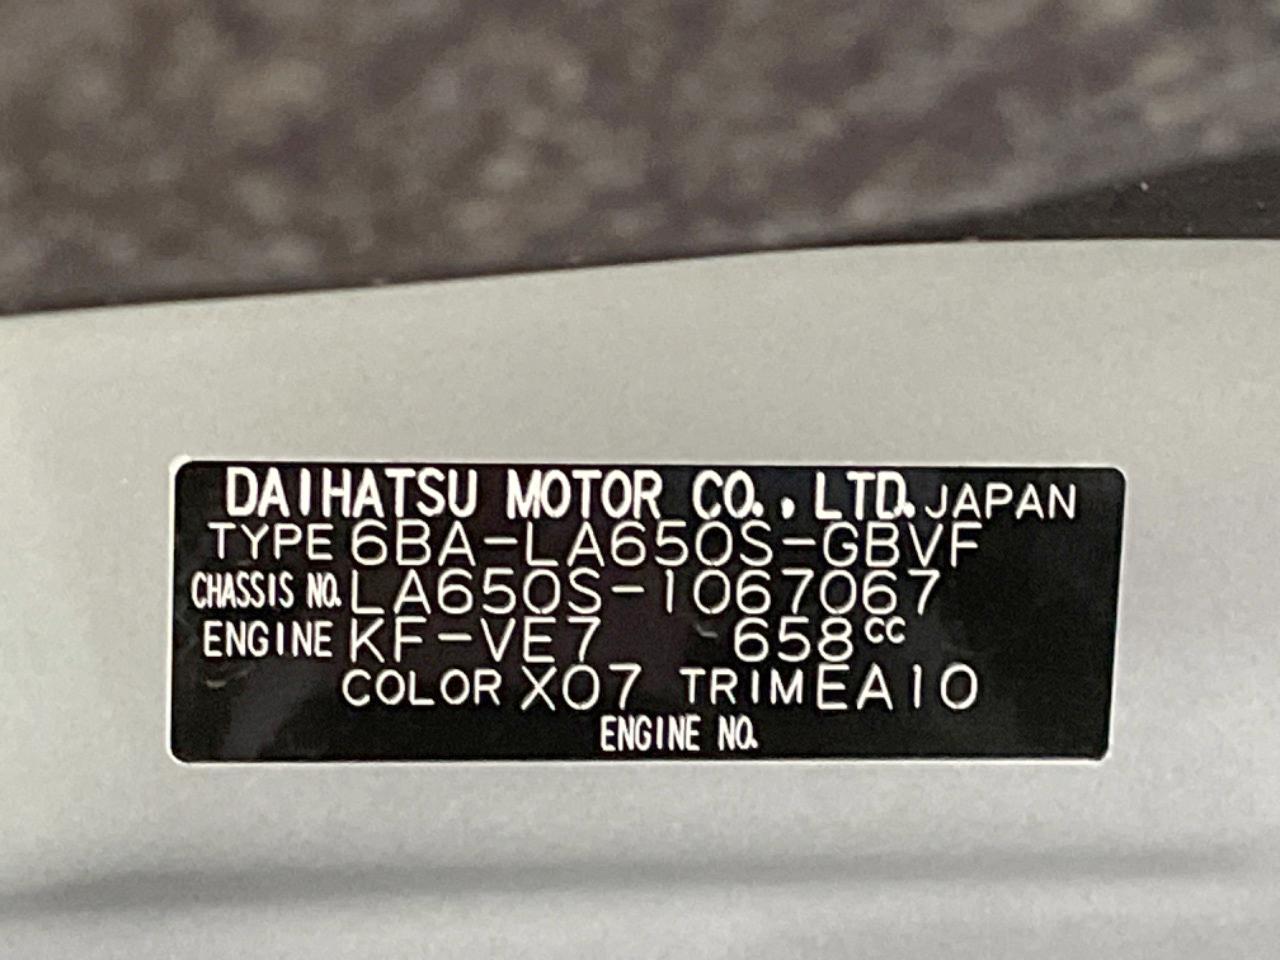 DAIHATSU MOTOR CO., LTD. JAPAN
TYPE 6BA-LA650S-GBVF
CHASSIS NO. LA650S-1067067
ENGINE KF-VE7 658cc
COLOR X07 TRIM EA10
ENGINE NO.